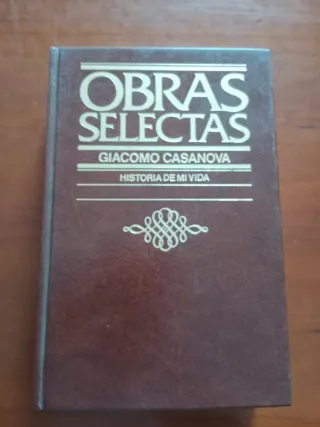 OBRAS
SELECTAS
GIACOMO CASANOVA
HISTORIA DE MI VIDA